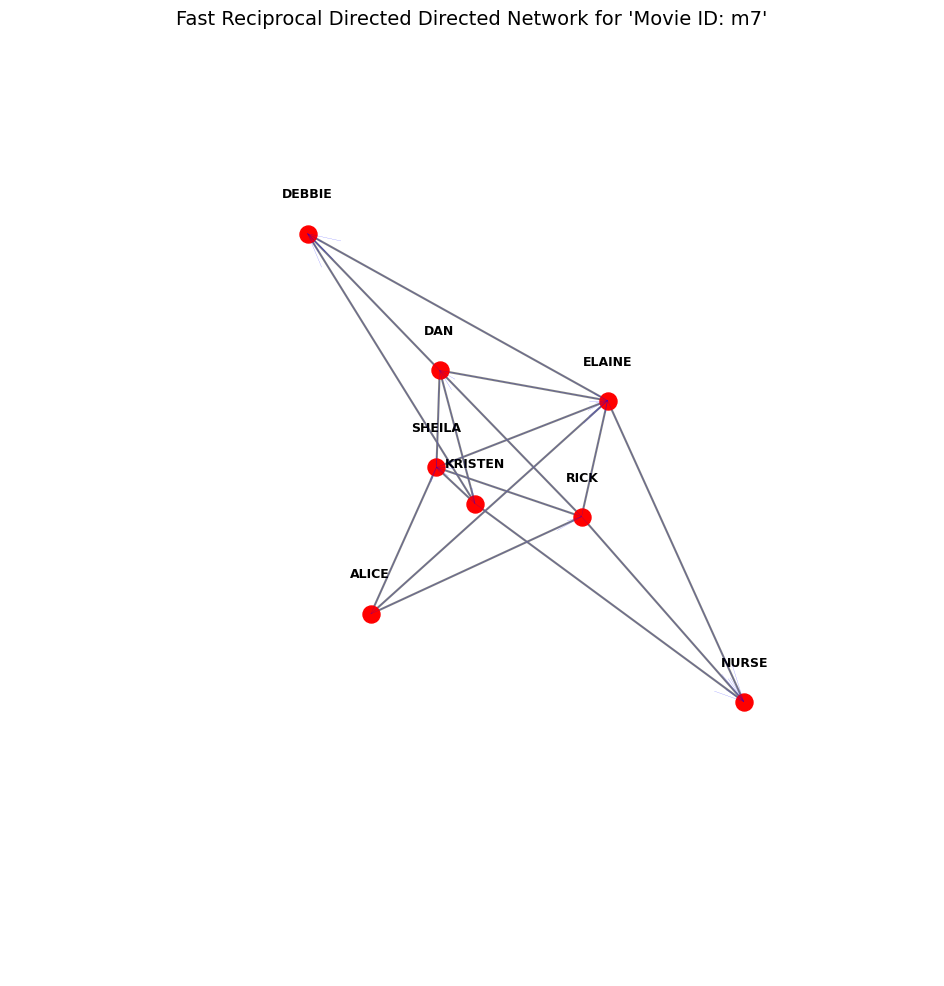 Fast Reciprocal Directed Directed Network for 'Movie ID: m7'
DEBBIE
DAN
ELAINE
SHEILA
KRISTEN
RICK
ALICE
NURSE